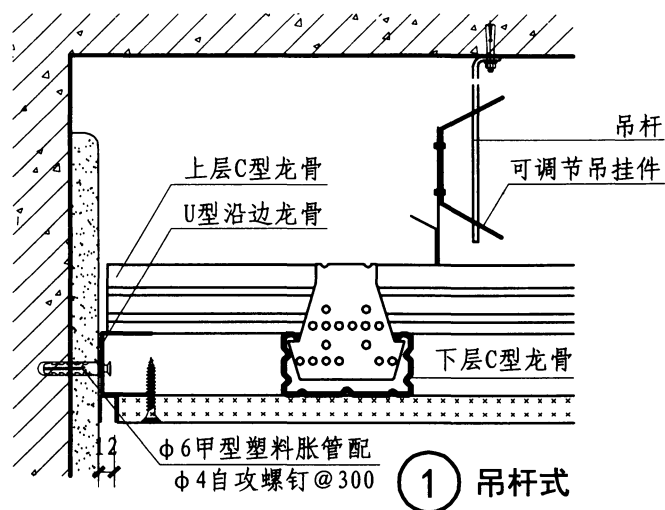 吊杆
可调节吊挂件
上层C型龙骨
U型沿边龙骨
下层C型龙骨
12
φ6甲型塑料胀管配
φ4自攻螺钉@300
1 吊杆式